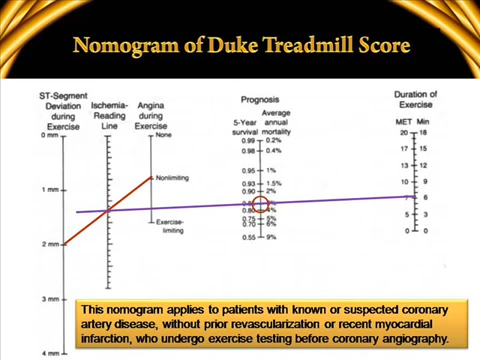 Nomogram of Duke Treadmill Score
ST-Segment
Deviation
during
Exercise
Ischemia-
Reading
Line
Angina
during
Exercise
Prognosis
5-Year
survival
Average
annual
mortality
Duration of
Exercise
MET Min
0 mm
1 mm
2 mm
3 mm
4 mm
None
Nonlimiting
Exercise-
limiting
0.99 0.2%
0.98 0.4%
0.95 1%
0.93 1.5%
0.90 2%
0.80 4%
0.75 5%
0.70 6%
0.55 9%
20 18
17 15
13 12
10 9
7 6
5 3
0 0
This nomogram applies to patients with known or suspected coronary
artery disease, without prior revascularization or recent myocardial
infarction, who undergo exercise testing before coronary angiography.